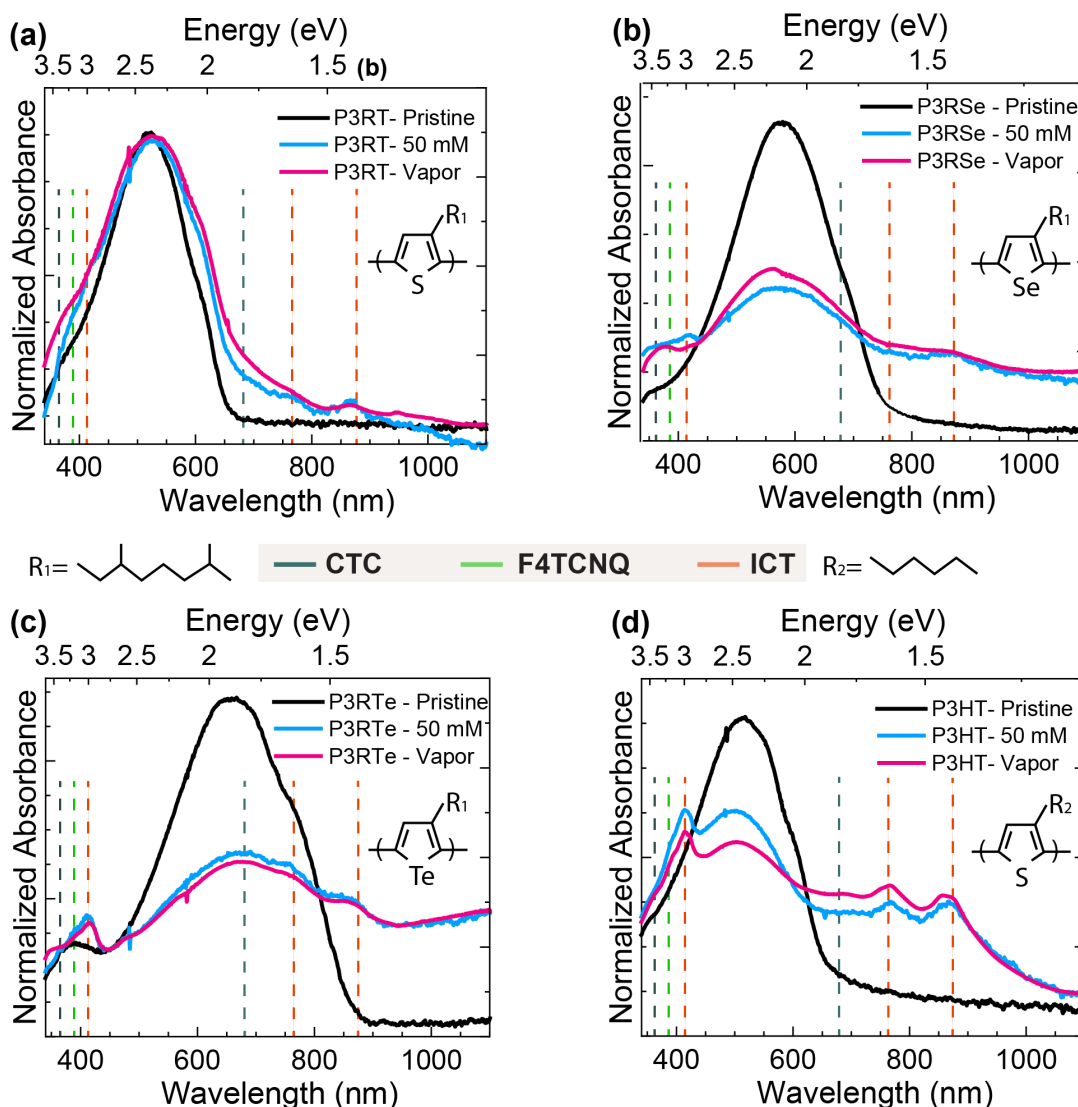 (a)
Energy (eV)
3.5 3 2.5 2 1.5 (b)
P3RT- Pristine
P3RT- 50 mM
P3RT- Vapor
R1
S
Normalized Absorbance
400 600 800 1000
Wavelength (nm)
(b)
Energy (eV)
3.5 3 2.5 2 1.5
P3RSe - Pristine
P3RSe - 50 mM
P3RSe - Vapor
R1
Se
Normalized Absorbance
400 600 800 1000
Wavelength (nm)
R1=
CTC F4TCNQ ICT
R2=
(c)
Energy (eV)
3.5 3 2.5 2 1.5
P3RTe - Pristine
P3RTe - 50 mM
P3RTe - Vapor
R1
Te
Normalized Absorbance
400 600 800 1000
Wavelength (nm)
(d)
Energy (eV)
3.5 3 2.5 2 1.5
P3HT- Pristine
P3HT- 50 mM
P3HT- Vapor
R2
S
Normalized Absorbance
400 600 800 1000
Wavelength (nm)